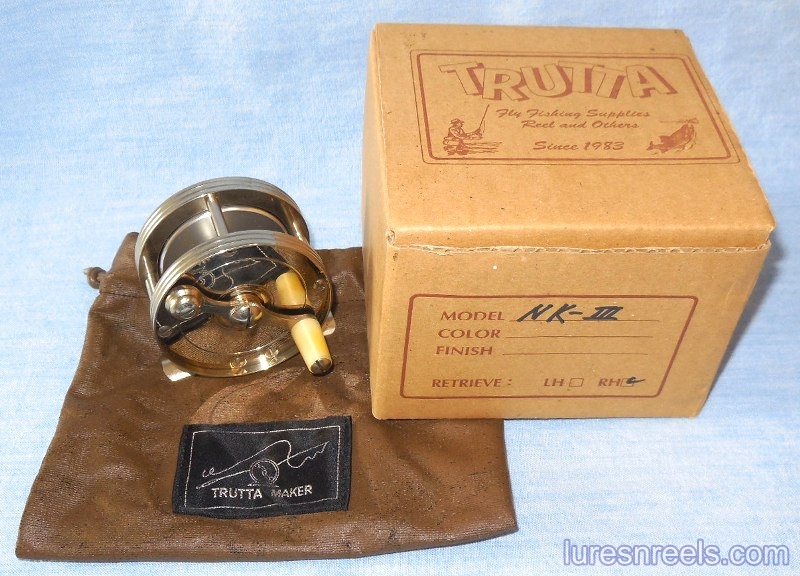 TRUTTA
Fly Fishing Supplies
Reel and Others
Since 1983
MODEL NK-III
COLOR
FINISH
RETRIEVE: LH RH
TRUTTA MAKER
luresnreels.com